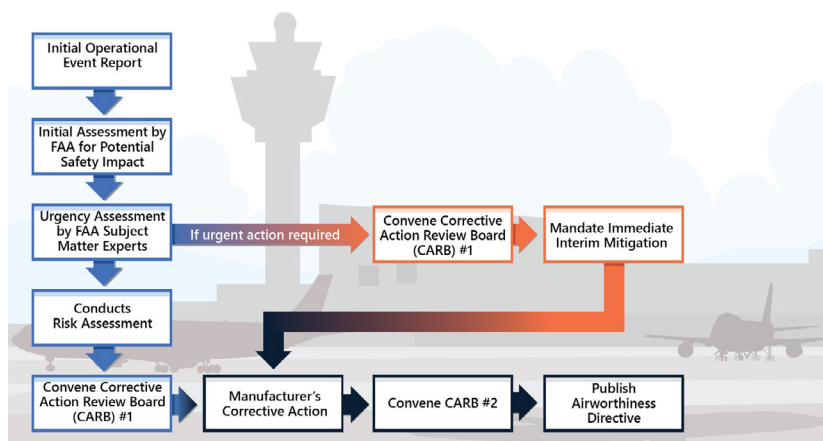 Initial Operational
Event Report
Initial Assessment by
FAA for Potential
Safety Impact
Urgency Assessment
by FAA Subject
Matter Experts
If urgent action required
Convene Corrective
Action Review Board
(CARB) #1
Mandate Immediate
Interim Mitigation
Conducts
Risk Assessment
Convene Corrective
Action Review Board
(CARB) #1
Manufacturer's
Corrective Action
Convene CARB #2
Publish
Airworthiness
Directive